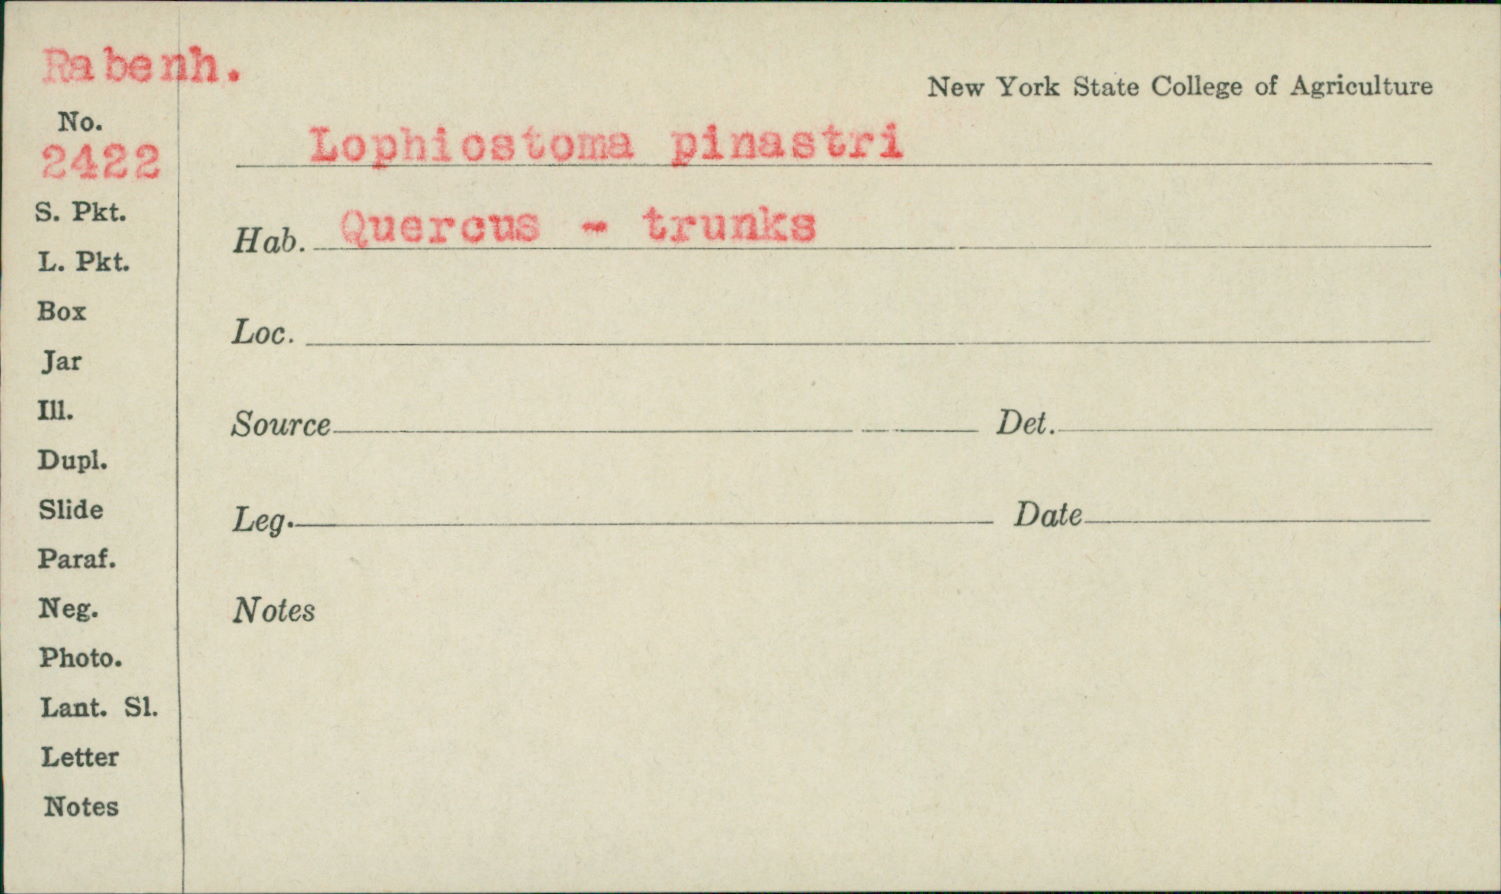 Rabenh.
New York State College of Agriculture
No.
2422
Lophiostoma pinastri
S. Pkt.
Hab. Quercus - trunks
L. Pkt.
Box
Loc.
Jar
Ill.
Source Det.
Dupl.
Slide
Leg. Date
Paraf.
Neg.
Notes
Photo.
Lant. Sl.
Letter
Notes